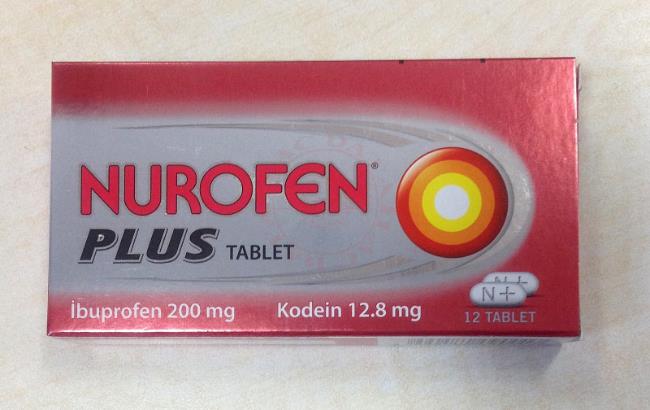 NUROFEN®
PLUS TABLET
İbuprofen 200 mg Kodein 12.8 mg
N+
N+
12 TABLET